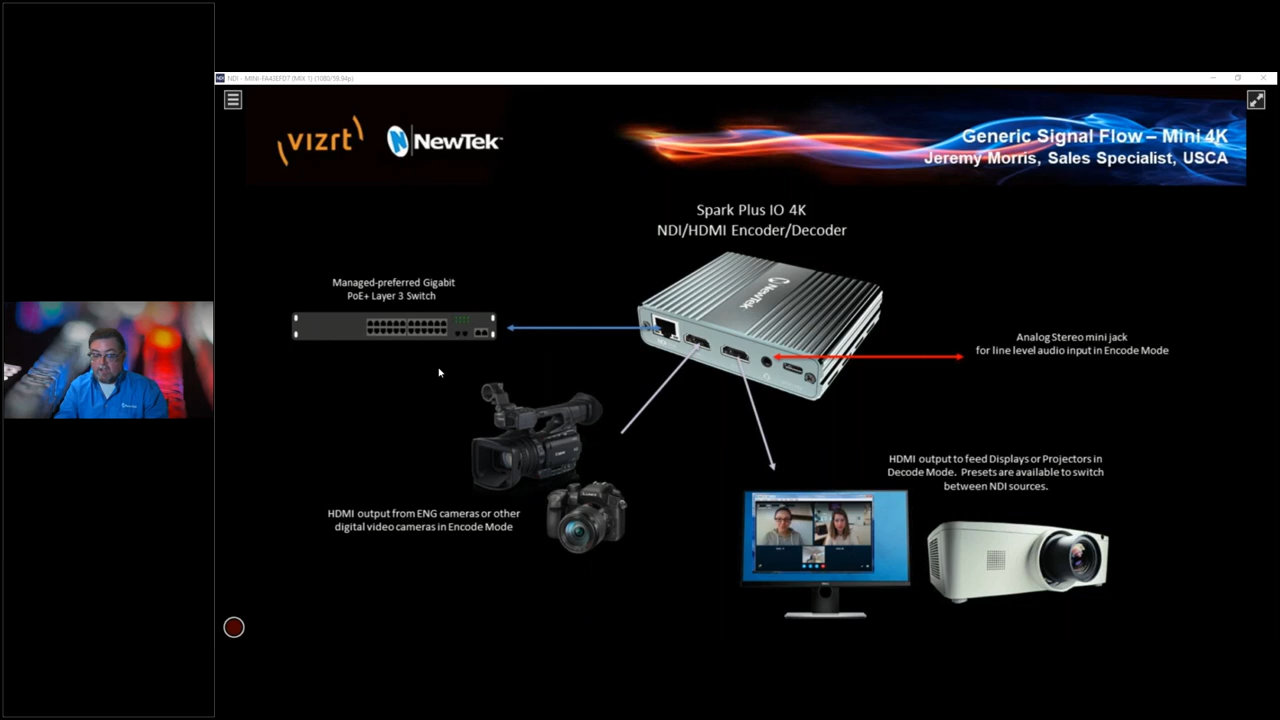 NDI - MINI-FA43EFD7 (MIX 1) (1080/59.94p)
vizrt
NewTek
Generic Signal Flow – Mini 4K
Jeremy Morris, Sales Specialist, USCA
Spark Plus IO 4K
NDI/HDMI Encoder/Decoder
Managed-preferred Gigabit
PoE+ Layer 3 Switch
NewTek
Analog Stereo mini jack
for line level audio input in Encode Mode
HDMI output to feed Displays or Projectors in
Decode Mode. Presets are available to switch
between NDI sources.
HDMI output from ENG cameras or other
digital video cameras in Encode Mode